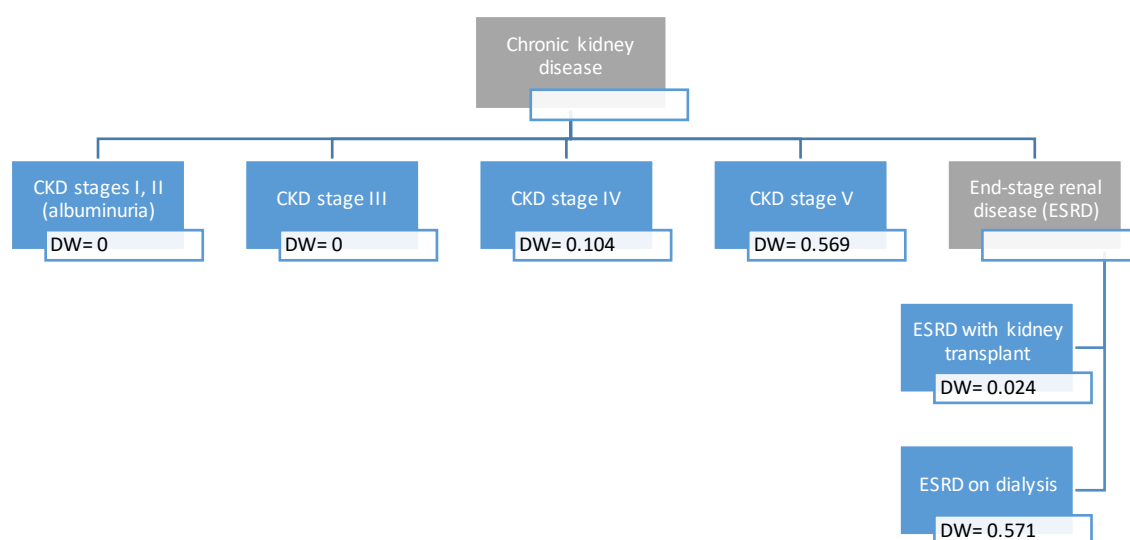 Chronic kidney
disease
CKD stages I, II
(albuminuria)
DW= 0
CKD stage III
DW= 0
CKD stage IV
DW= 0.104
CKD stage V
DW= 0.569
End-stage renal
disease (ESRD)
ESRD with kidney
transplant
DW= 0.024
ESRD on dialysis
DW= 0.571